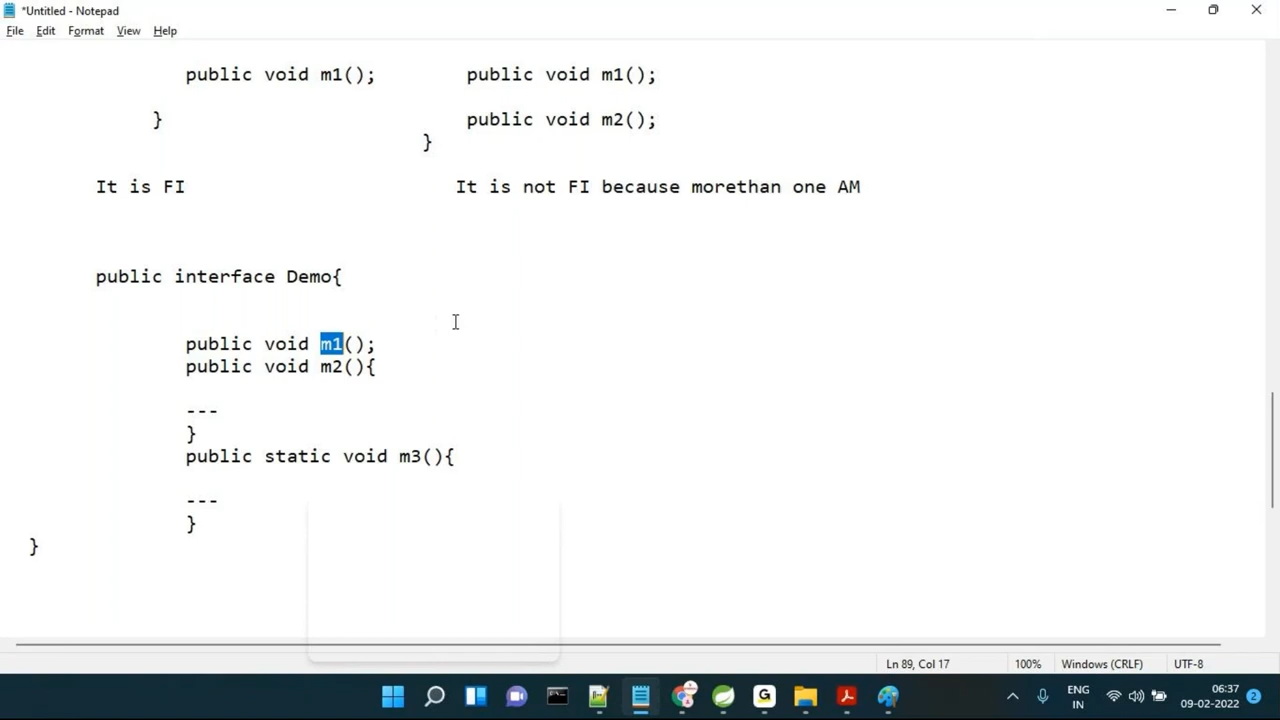 *Untitled - Notepad
File Edit Format View Help
public void m1(); public void m1();
} public void m2();
}
It is FI It is not FI because morethan one AM
public interface Demo{
public void m1();
public void m2(){
---
}
public static void m3(){
---
}
}
Ln 89, Col 17 100% Windows (CRLF) UTF-8
ENG 06:37
IN 09-02-2022 2